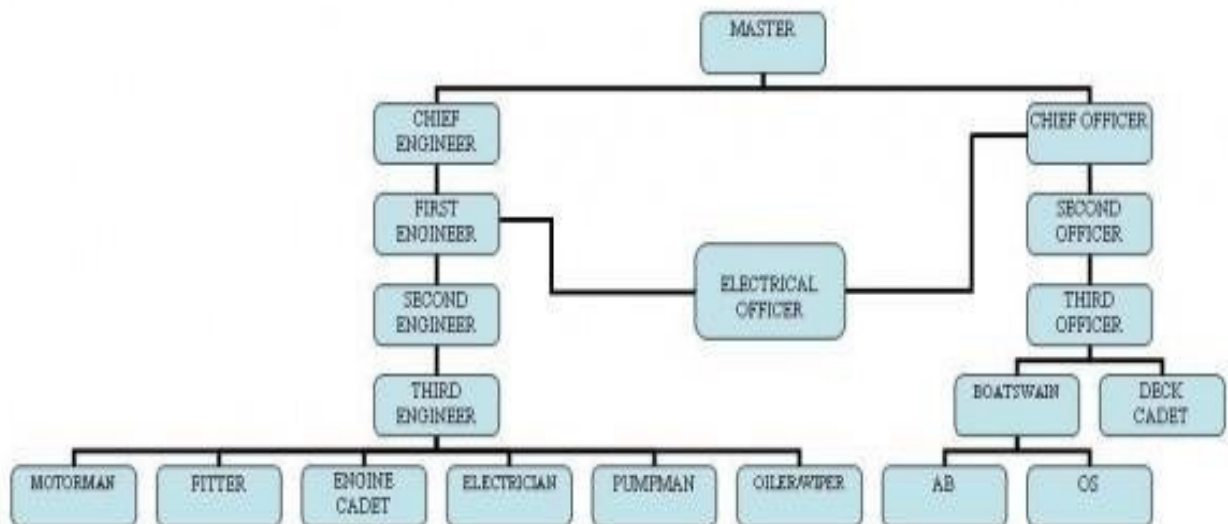 MASTER
CHIEF
ENGINEER
CHIEF OFFICER
FIRST
ENGINEER
SECOND
OFFICER
ELECTRICAL
OFFICER
SECOND
ENGINEER
THIRD
OFFICER
THIRD
ENGINEER
BOATSWAIN
DECK
CADET
MOTORMAN
FITTER
ENGINE
CADET
ELECTRICIAN
PUMPMAN
OILER/WIPER
AB
OS